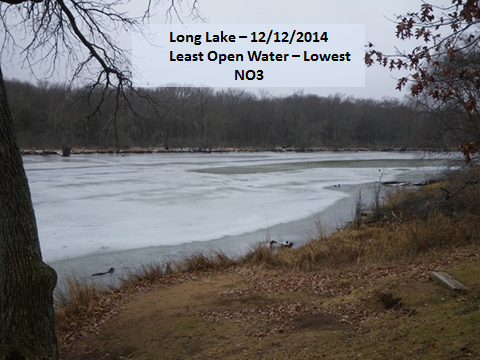 Long Lake – 12/12/2014
Least Open Water – Lowest
NO3